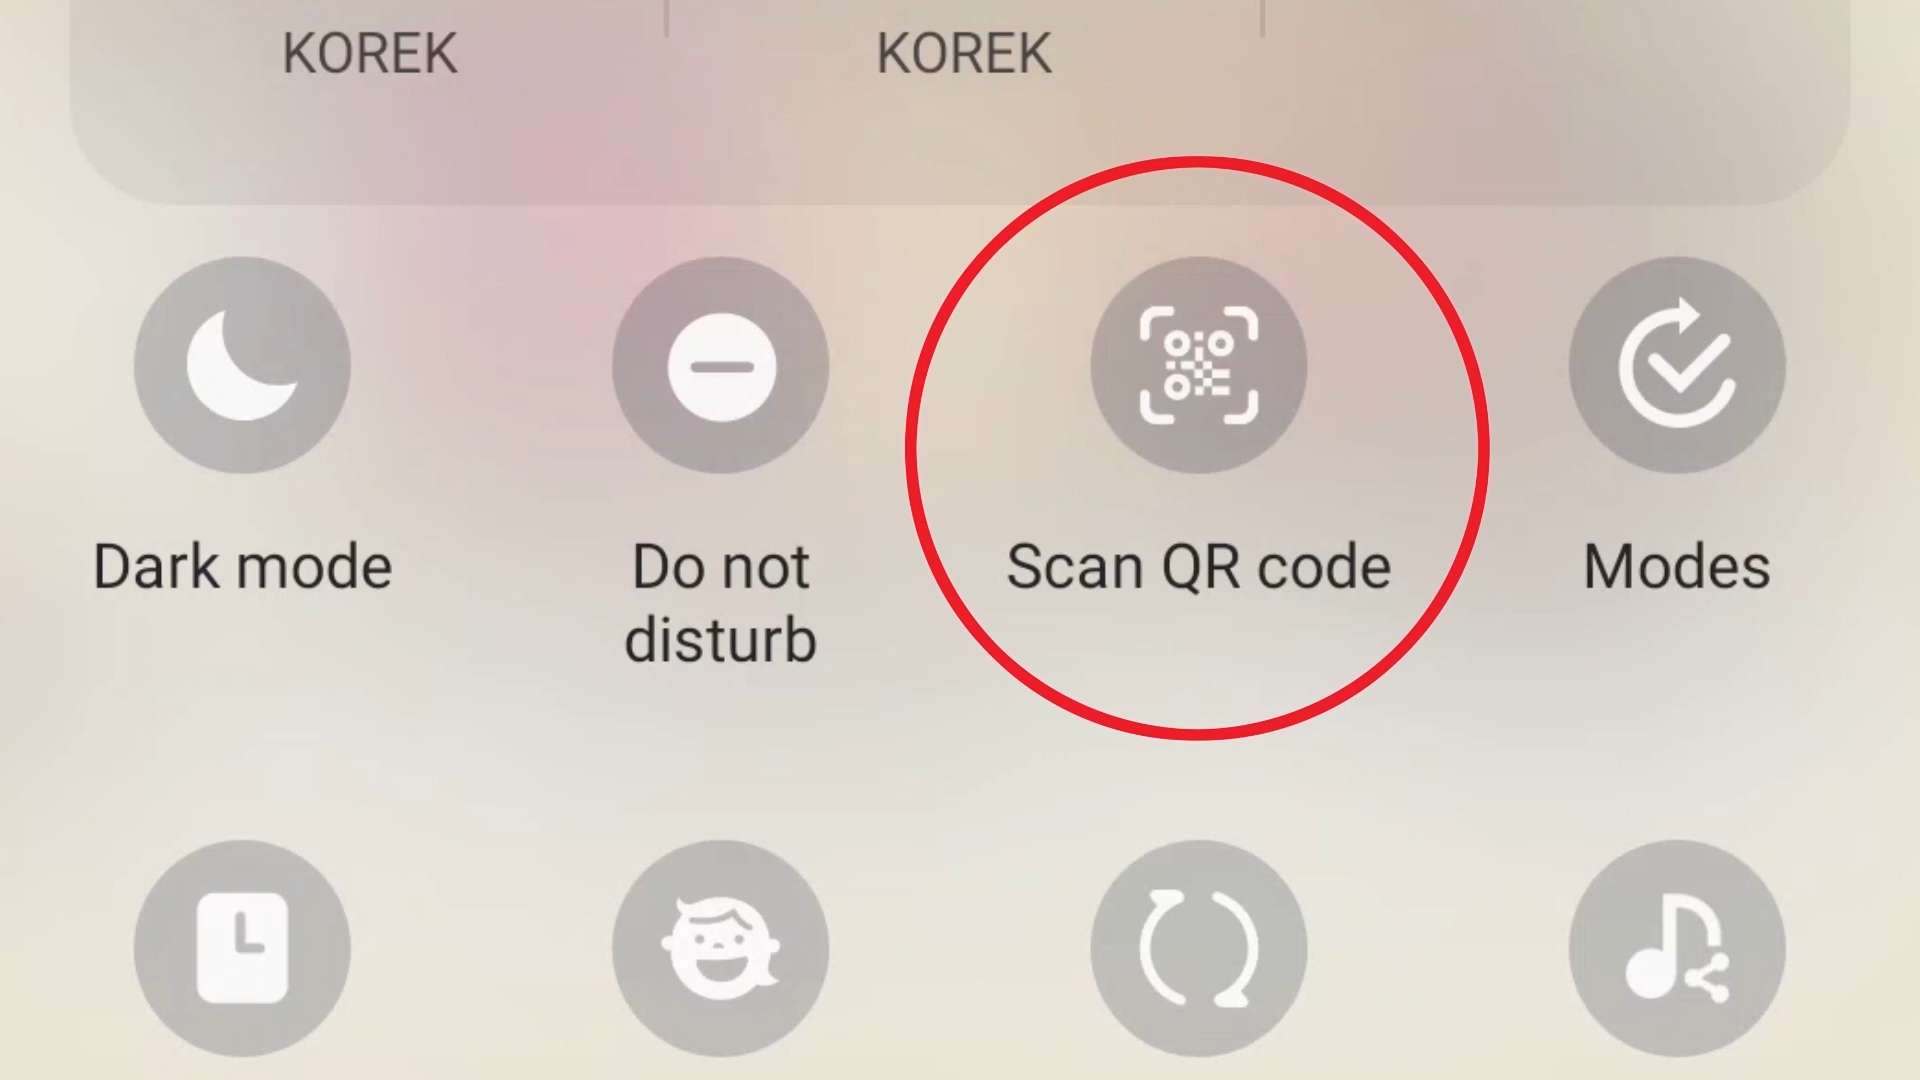 KOREK KOREK
Dark mode
Do not
disturb
Scan QR code
Modes